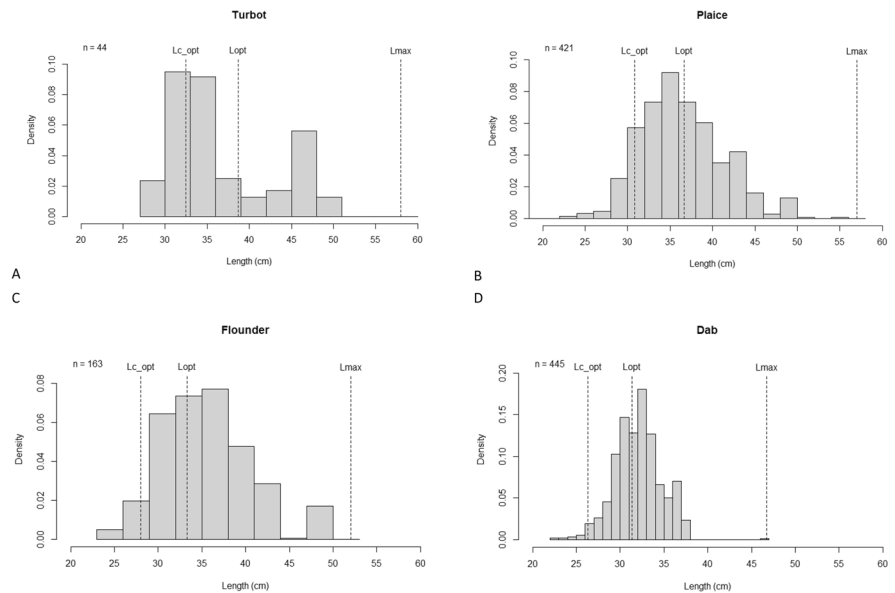 Turbot
n = 44
Lc_opt
Lopt
Lmax
Density
0.00 0.02 0.04 0.06 0.08 0.10
20 25 30 35 40 45 50 55 60
Length (cm)
A
Plaice
n = 421
Lc_opt
Lopt
Lmax
Density
0.00 0.02 0.04 0.06 0.08 0.10
20 25 30 35 40 45 50 55 60
Length (cm)
B
C
Flounder
n = 163
Lc_opt
Lopt
Lmax
Density
0.00 0.02 0.04 0.06 0.08
20 25 30 35 40 45 50 55 60
Length (cm)
D
Dab
n = 445
Lc_opt
Lopt
Lmax
Density
0.00 0.05 0.10 0.15 0.20
20 25 30 35 40 45 50 55 60
Length (cm)